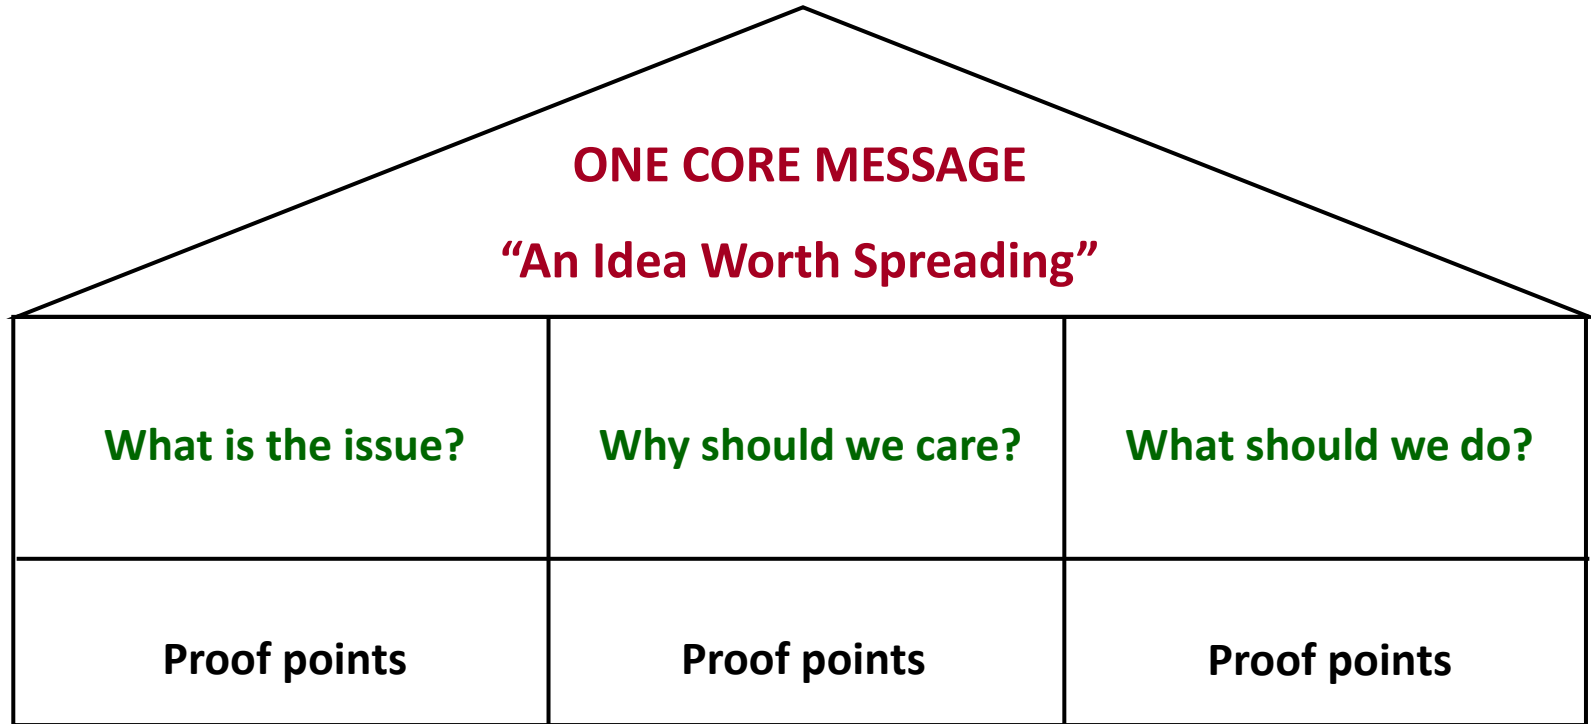 ONE CORE MESSAGE
“An Idea Worth Spreading”
What is the issue?
Why should we care?
What should we do?
Proof points
Proof points
Proof points